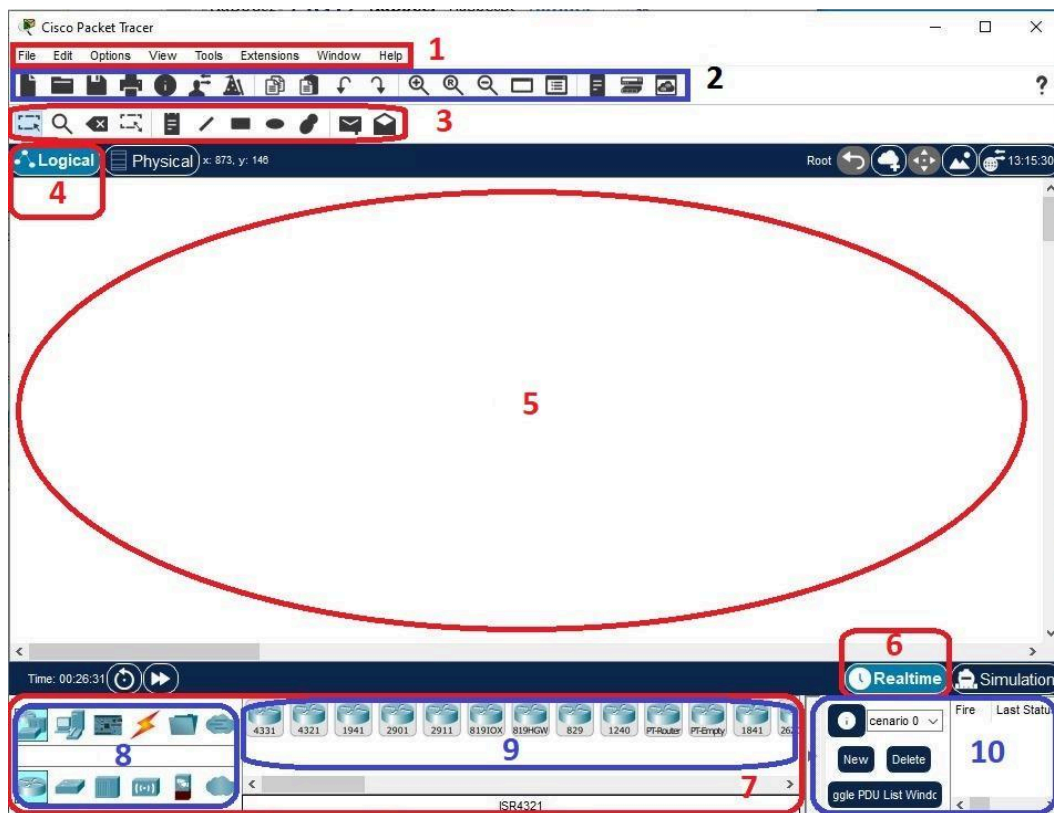 Cisco Packet Tracer
File Edit Options View Tools Extensions Window Help 1
2 ?
3
Logical Physical x: 873, y: 146 Root 13:15:30
4
5
6
Time: 00:26:31 Realtime Simulation
4331 4321 1941 2901 2911 819IOX 819HGW 829 1240 PT-Router PT-Empty 1841 262
8 9 7
ISR4321
cenario 0 Fire Last Statu
New Delete 10
ggle PDU List Windo